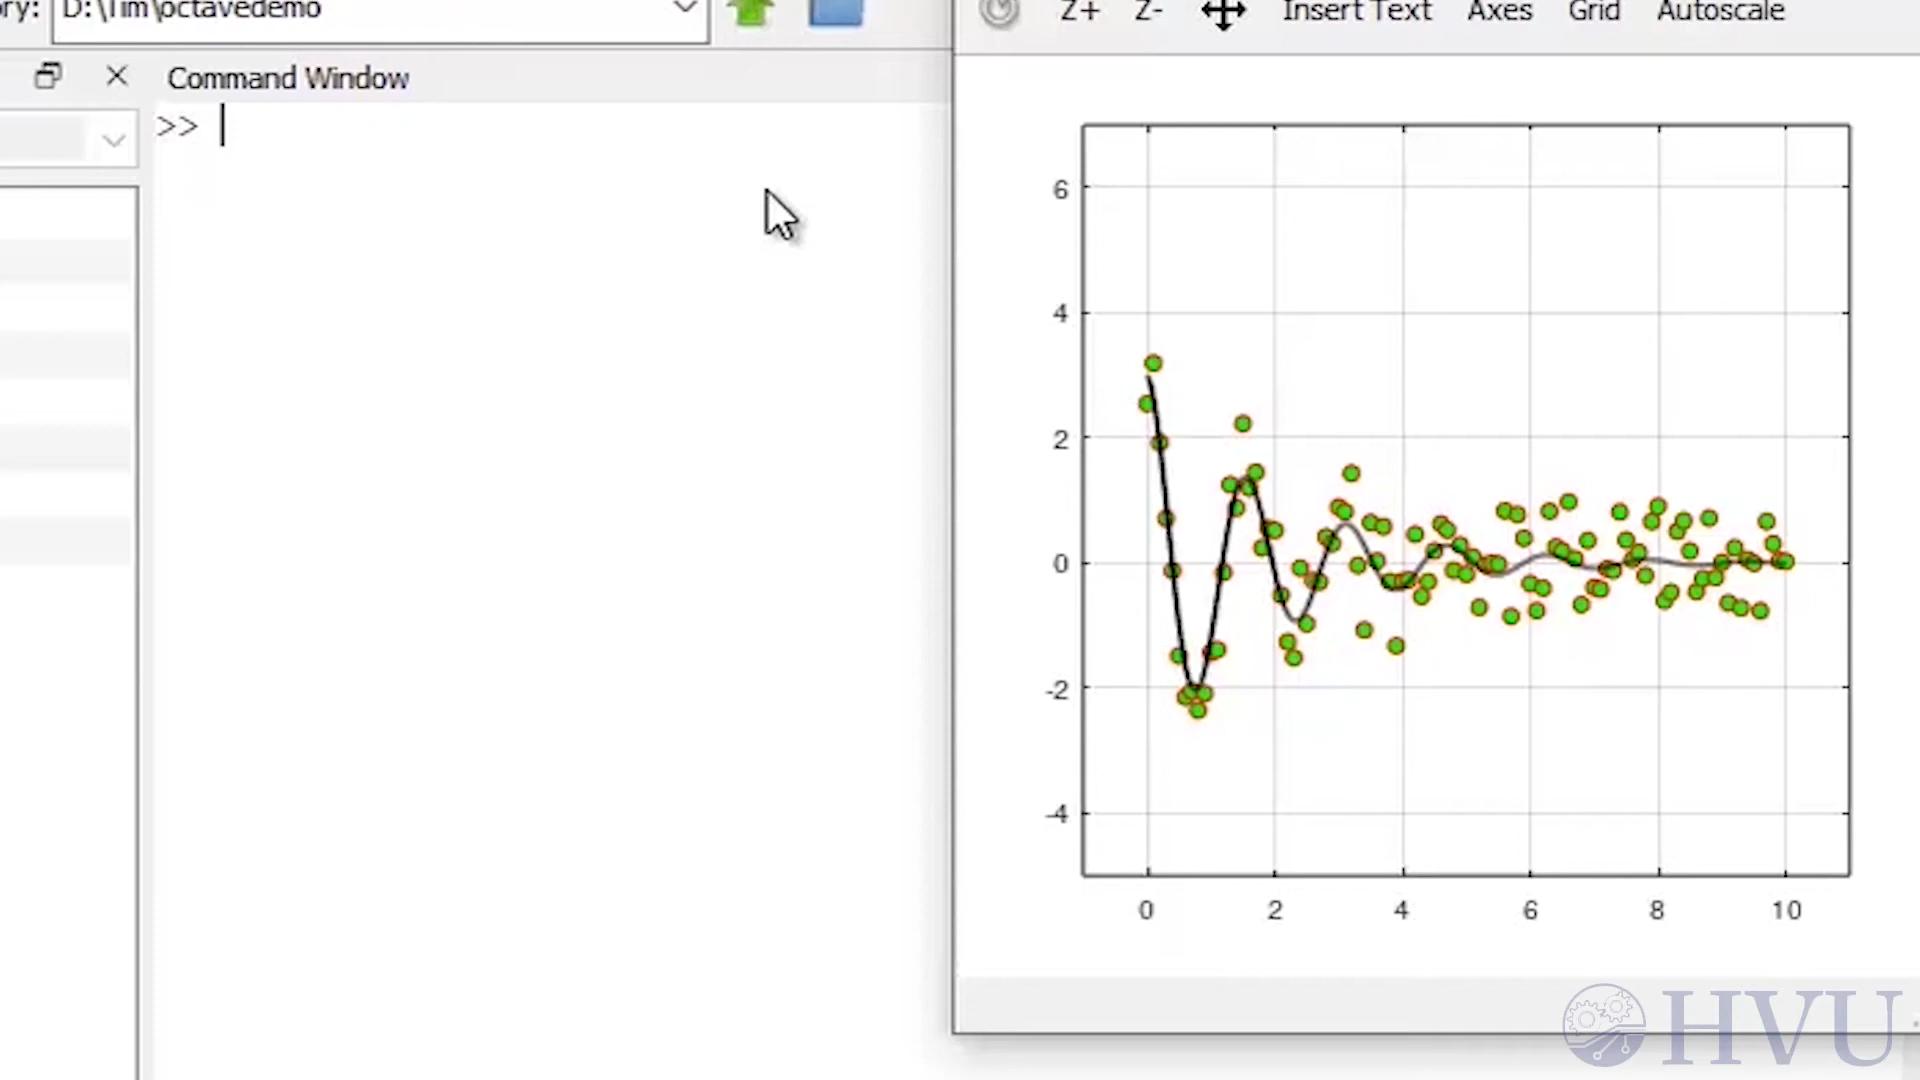 ry: D:\Tim\octavedemo
Z+ Z- Insert Text Axes Grid Autoscale
Command Window
>>
6
4
2
0
-2
-4
0 2 4 6 8 10
HVU